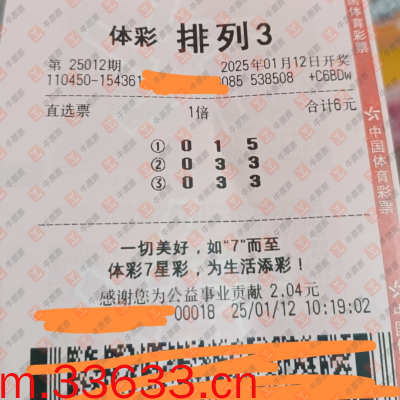 体彩 排列3
第 25012期 2025年01月12日开奖
110450-154361 085 538508 +C6BDw
直选票 1倍 合计6元
① 0 1 5
② 0 3 3
③ 0 3 3
一切美好，如“7”而至
体彩7星彩，为生活添彩！
感谢您为公益事业贡献 2.04元
00018 25/01/12 10:19:02
m.33633.cn
国体育彩票
中国体育彩票